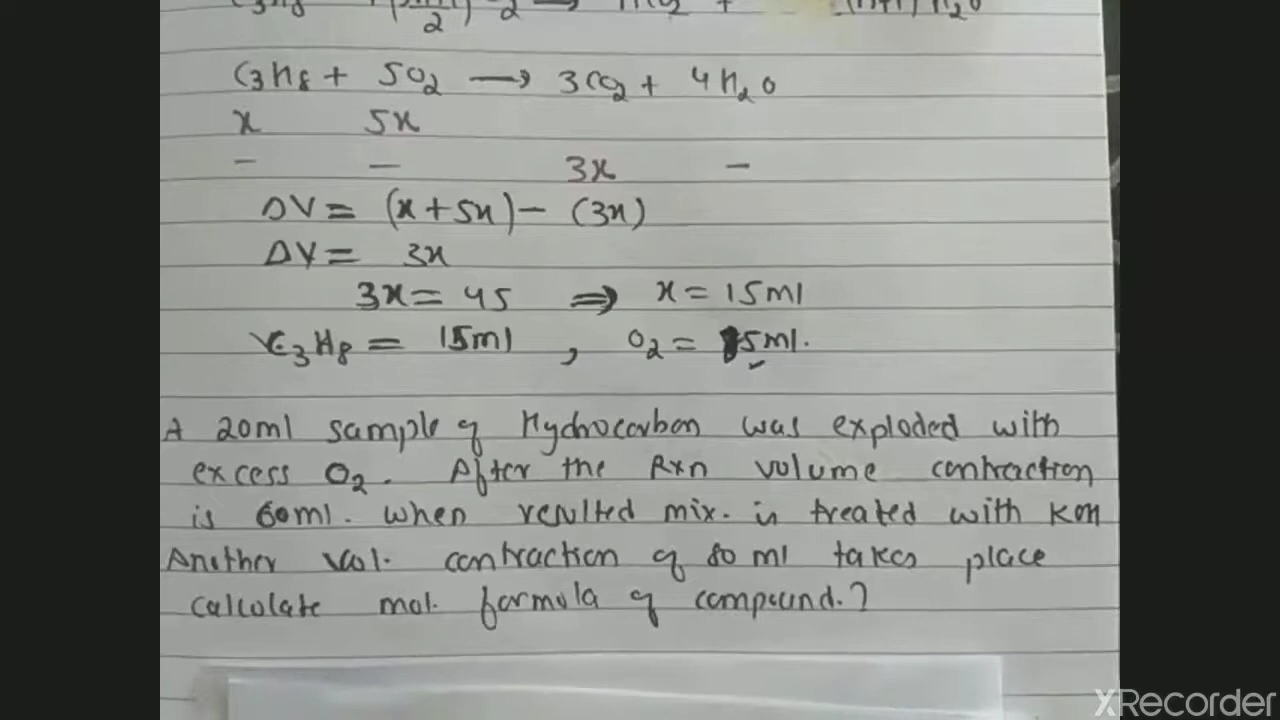 C3H8 + 5O2 → 3CO2 + 4H2O
x 5x
- - 3x -
ΔV = (x + 5x) - (3x)
ΔV = 3x
3x = 45 ⇒ x = 15ml
C3H8 = 15ml , O2 = 5ml.
A 20ml sample of Hydrocarbon was exploded with
excess O2. After the Rxn volume contraction
is 60ml. when resulted mix. is treated with KOH
Another Vol. contraction of 80 ml takes place
calculate mol. formula of compound.?
XRecorder